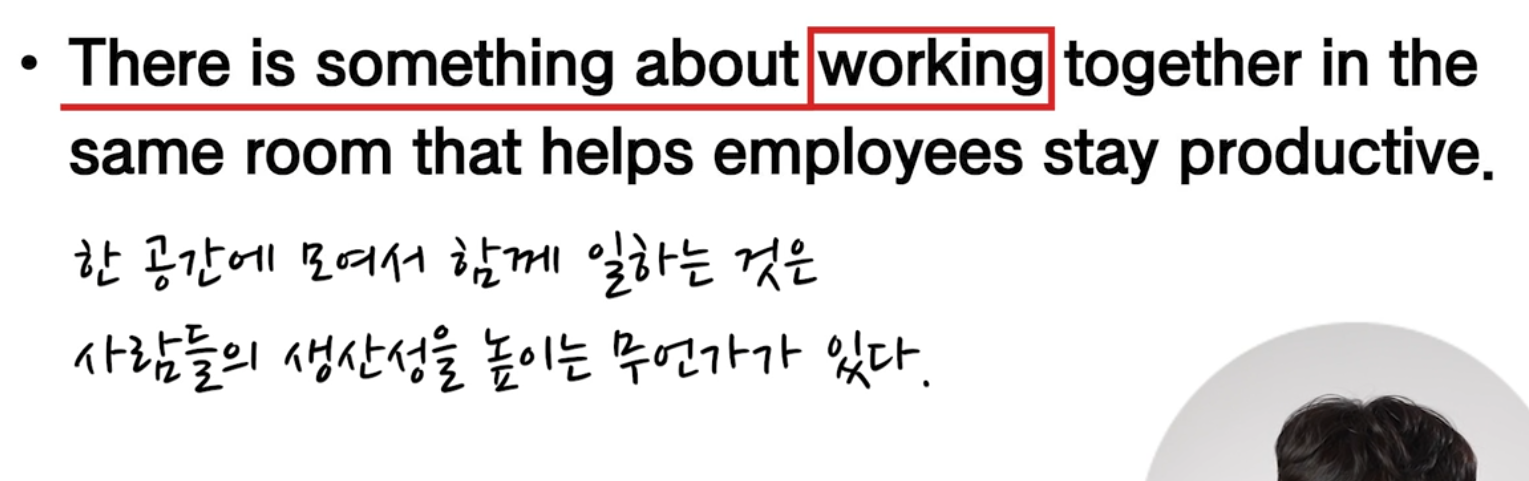 • There is something about working together in the
same room that helps employees stay productive.
한 공간에 모여서 함께 일하는 것은
사람들의 생산성을 높이는 무언가가 있다.